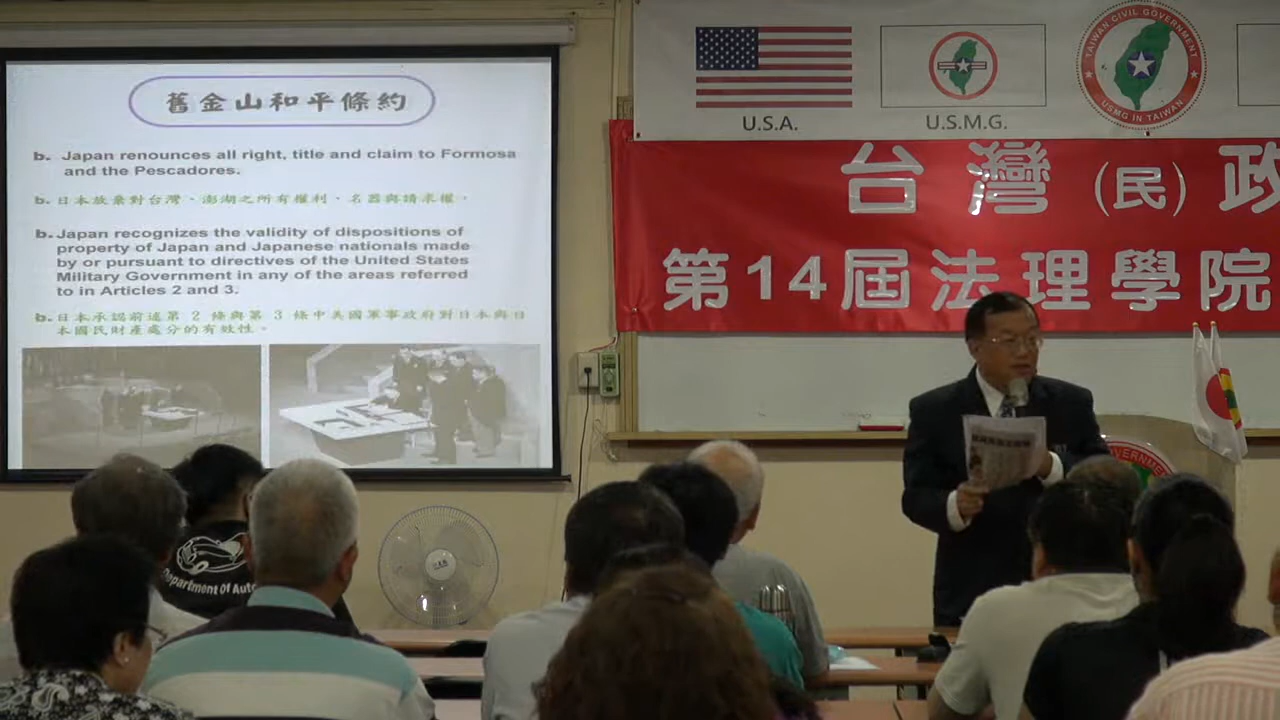 舊金山和平條約
b. Japan renounces all right, title and claim to Formosa
and the Pescadores.
b. 日本放棄對台灣、澎湖之所有權利、名器與請求權。
b. Japan recognizes the validity of dispositions of
property of Japan and Japanese nationals made
by or pursuant to directives of the United States
Military Government in any of the areas referred
to in Articles 2 and 3.
b. 日本承認前述第 2 條與第 3 條中美國軍事政府對日本與日
本國民財產處分的有效性。
U.S.A.
U.S.M.G.
TAIWAN CIVIL GOVERNMENT
USMG IN TAIWAN
台灣(民)政
第14屆法理學院
Department Of Auto